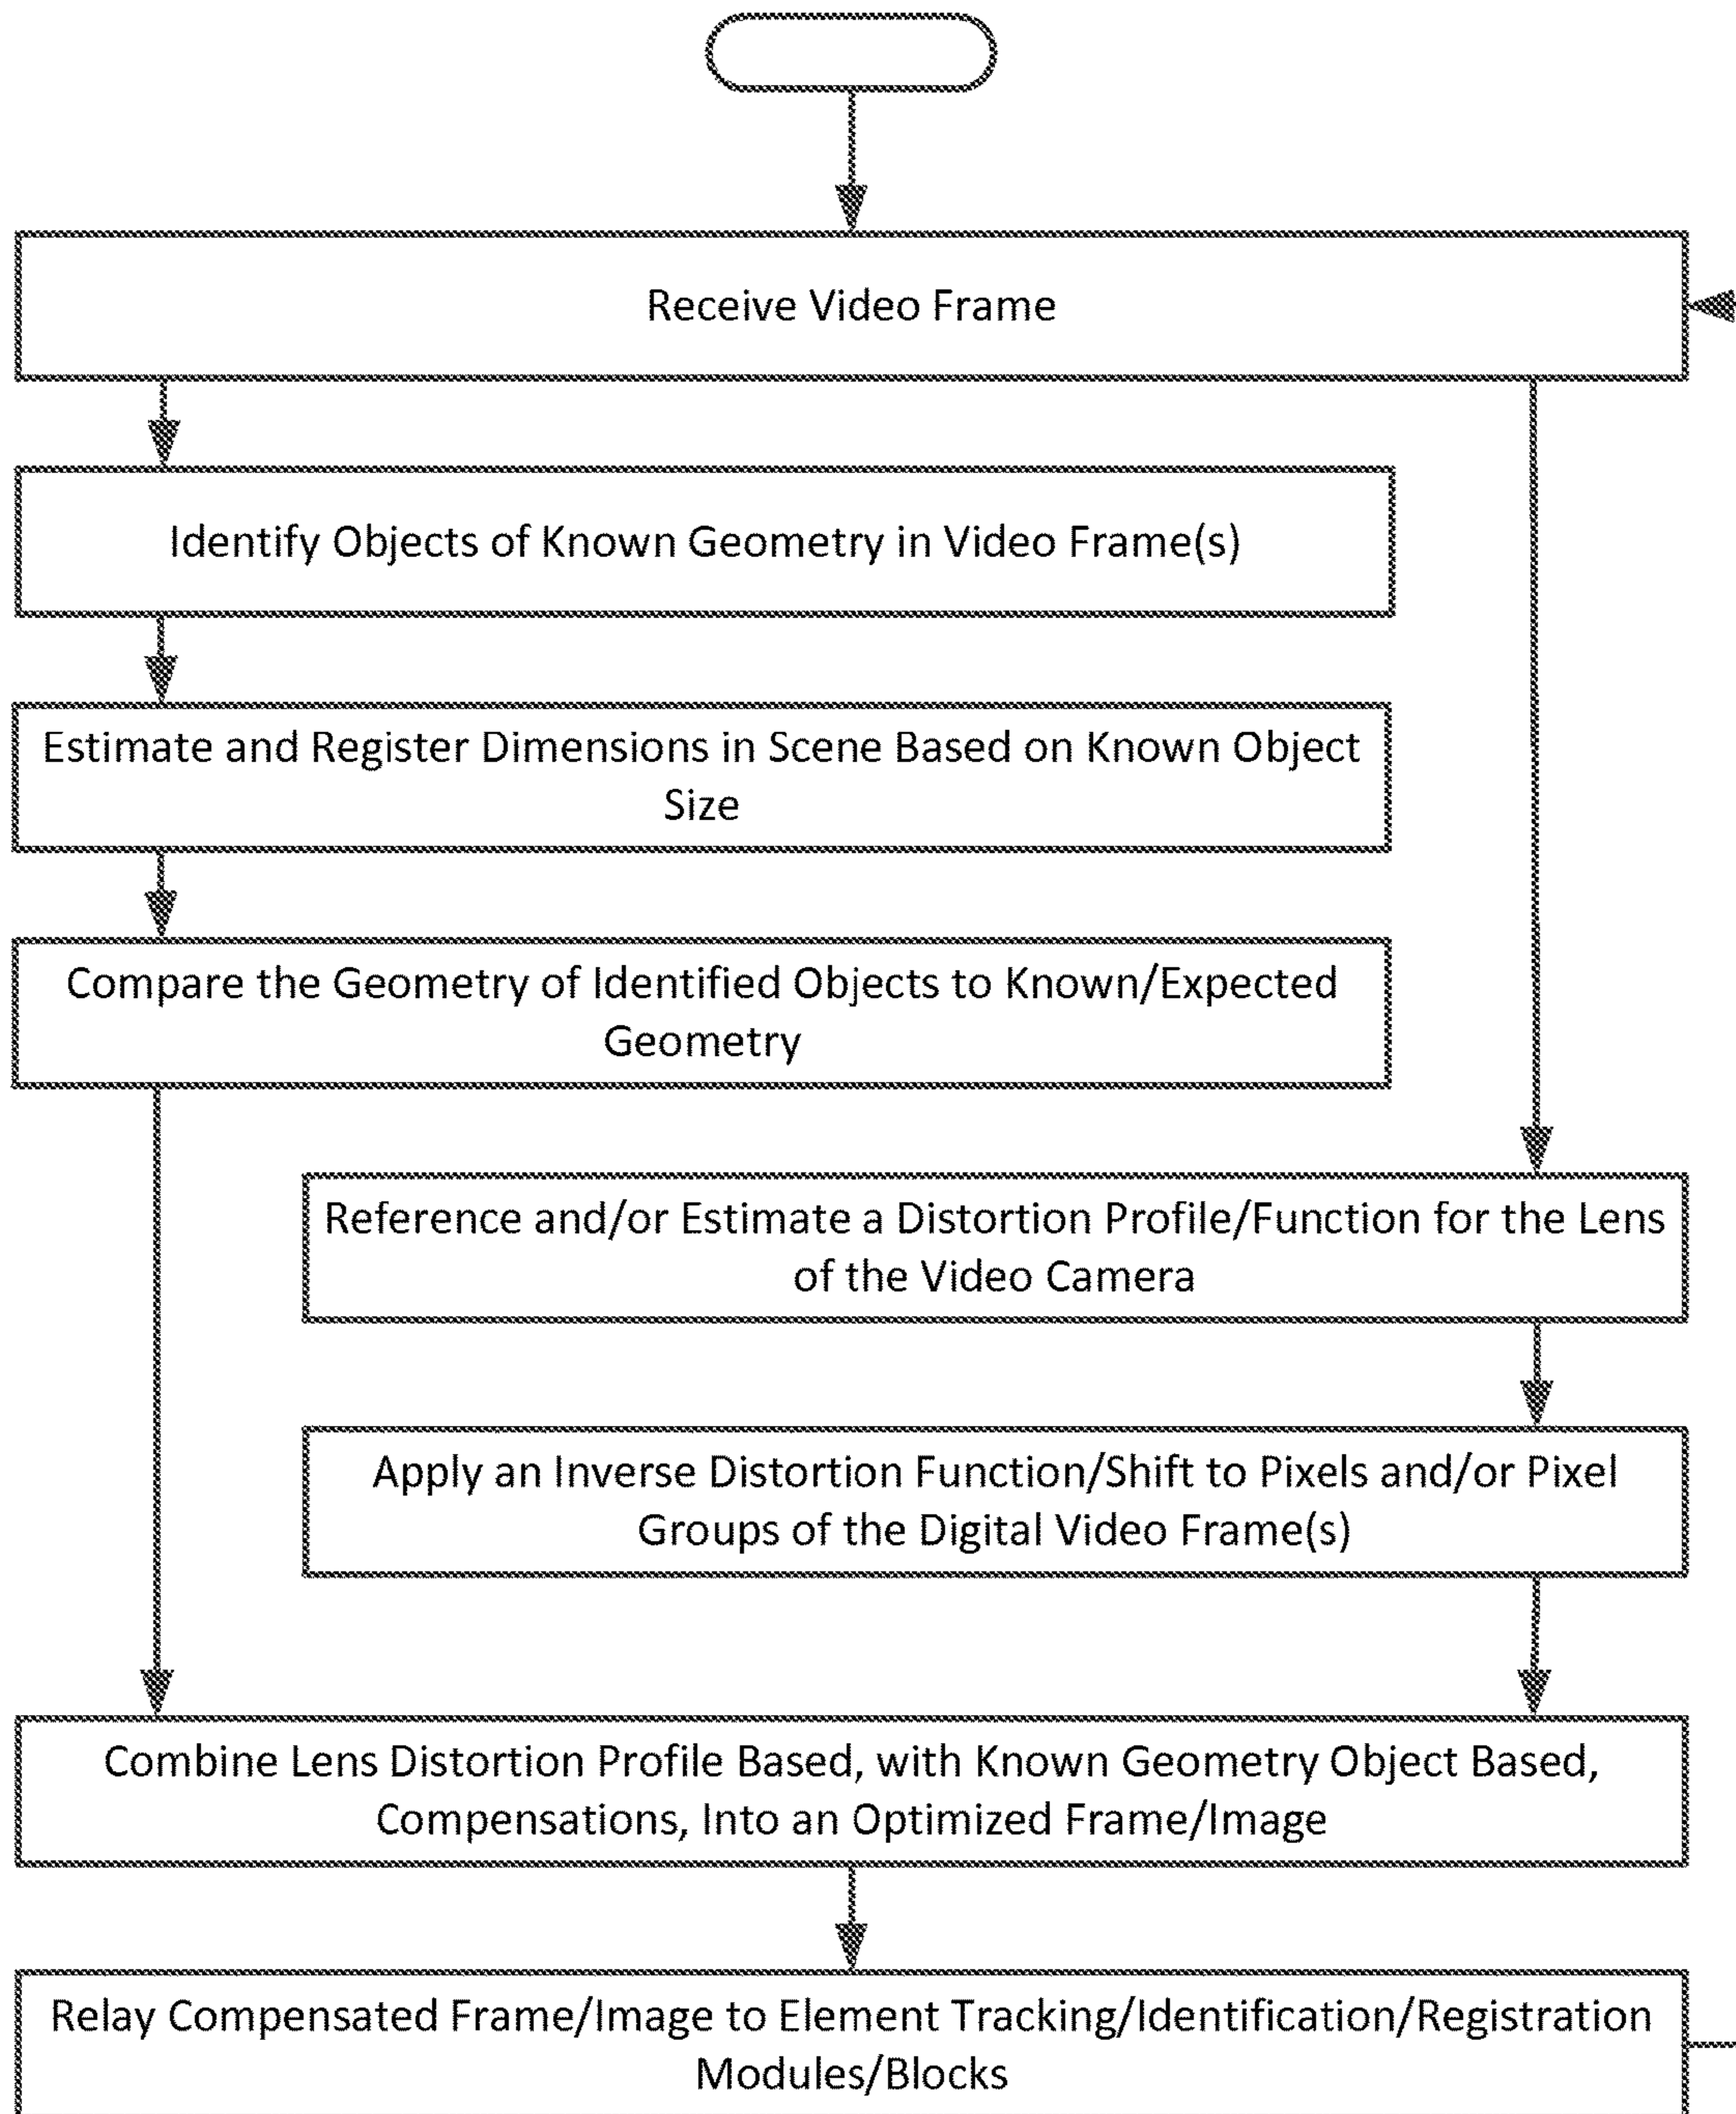 Receive Video Frame
Identify Objects of Known Geometry in Video Frame(s)
Estimate and Register Dimensions in Scene Based on Known Object
Size
Compare the Geometry of Identified Objects to Known/Expected
Geometry
Reference and/or Estimate a Distortion Profile/Function for the Lens
of the Video Camera
Apply an Inverse Distortion Function/Shift to Pixels and/or Pixel
Groups of the Digital Video Frame(s)
Combine Lens Distortion Profile Based, with Known Geometry Object Based,
Compensations, Into an Optimized Frame/Image
Relay Compensated Frame/Image to Element Tracking/Identification/Registration
Modules/Blocks